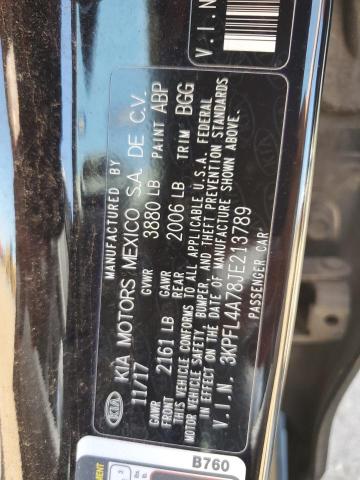 KIA
MANUFACTURED BY
KIA MOTORS MEXICO S.A. DE C.V.
11/17 GVWR 3880 LB PAINT ABP
GAWR FRONT 2161 LB GAWR REAR 2006 LB TRIM BGG
THIS VEHICLE CONFORMS TO ALL APPLICABLE U.S.A. FEDERAL
MOTOR VEHICLE SAFETY, BUMPER, AND THEFT PREVENTION STANDARDS
IN EFFECT ON THE DATE OF MANUFACTURE SHOWN ABOVE.
V.I.N. 3KPFL4A78JE213789
PASSENGER CAR
V.I.N
B760